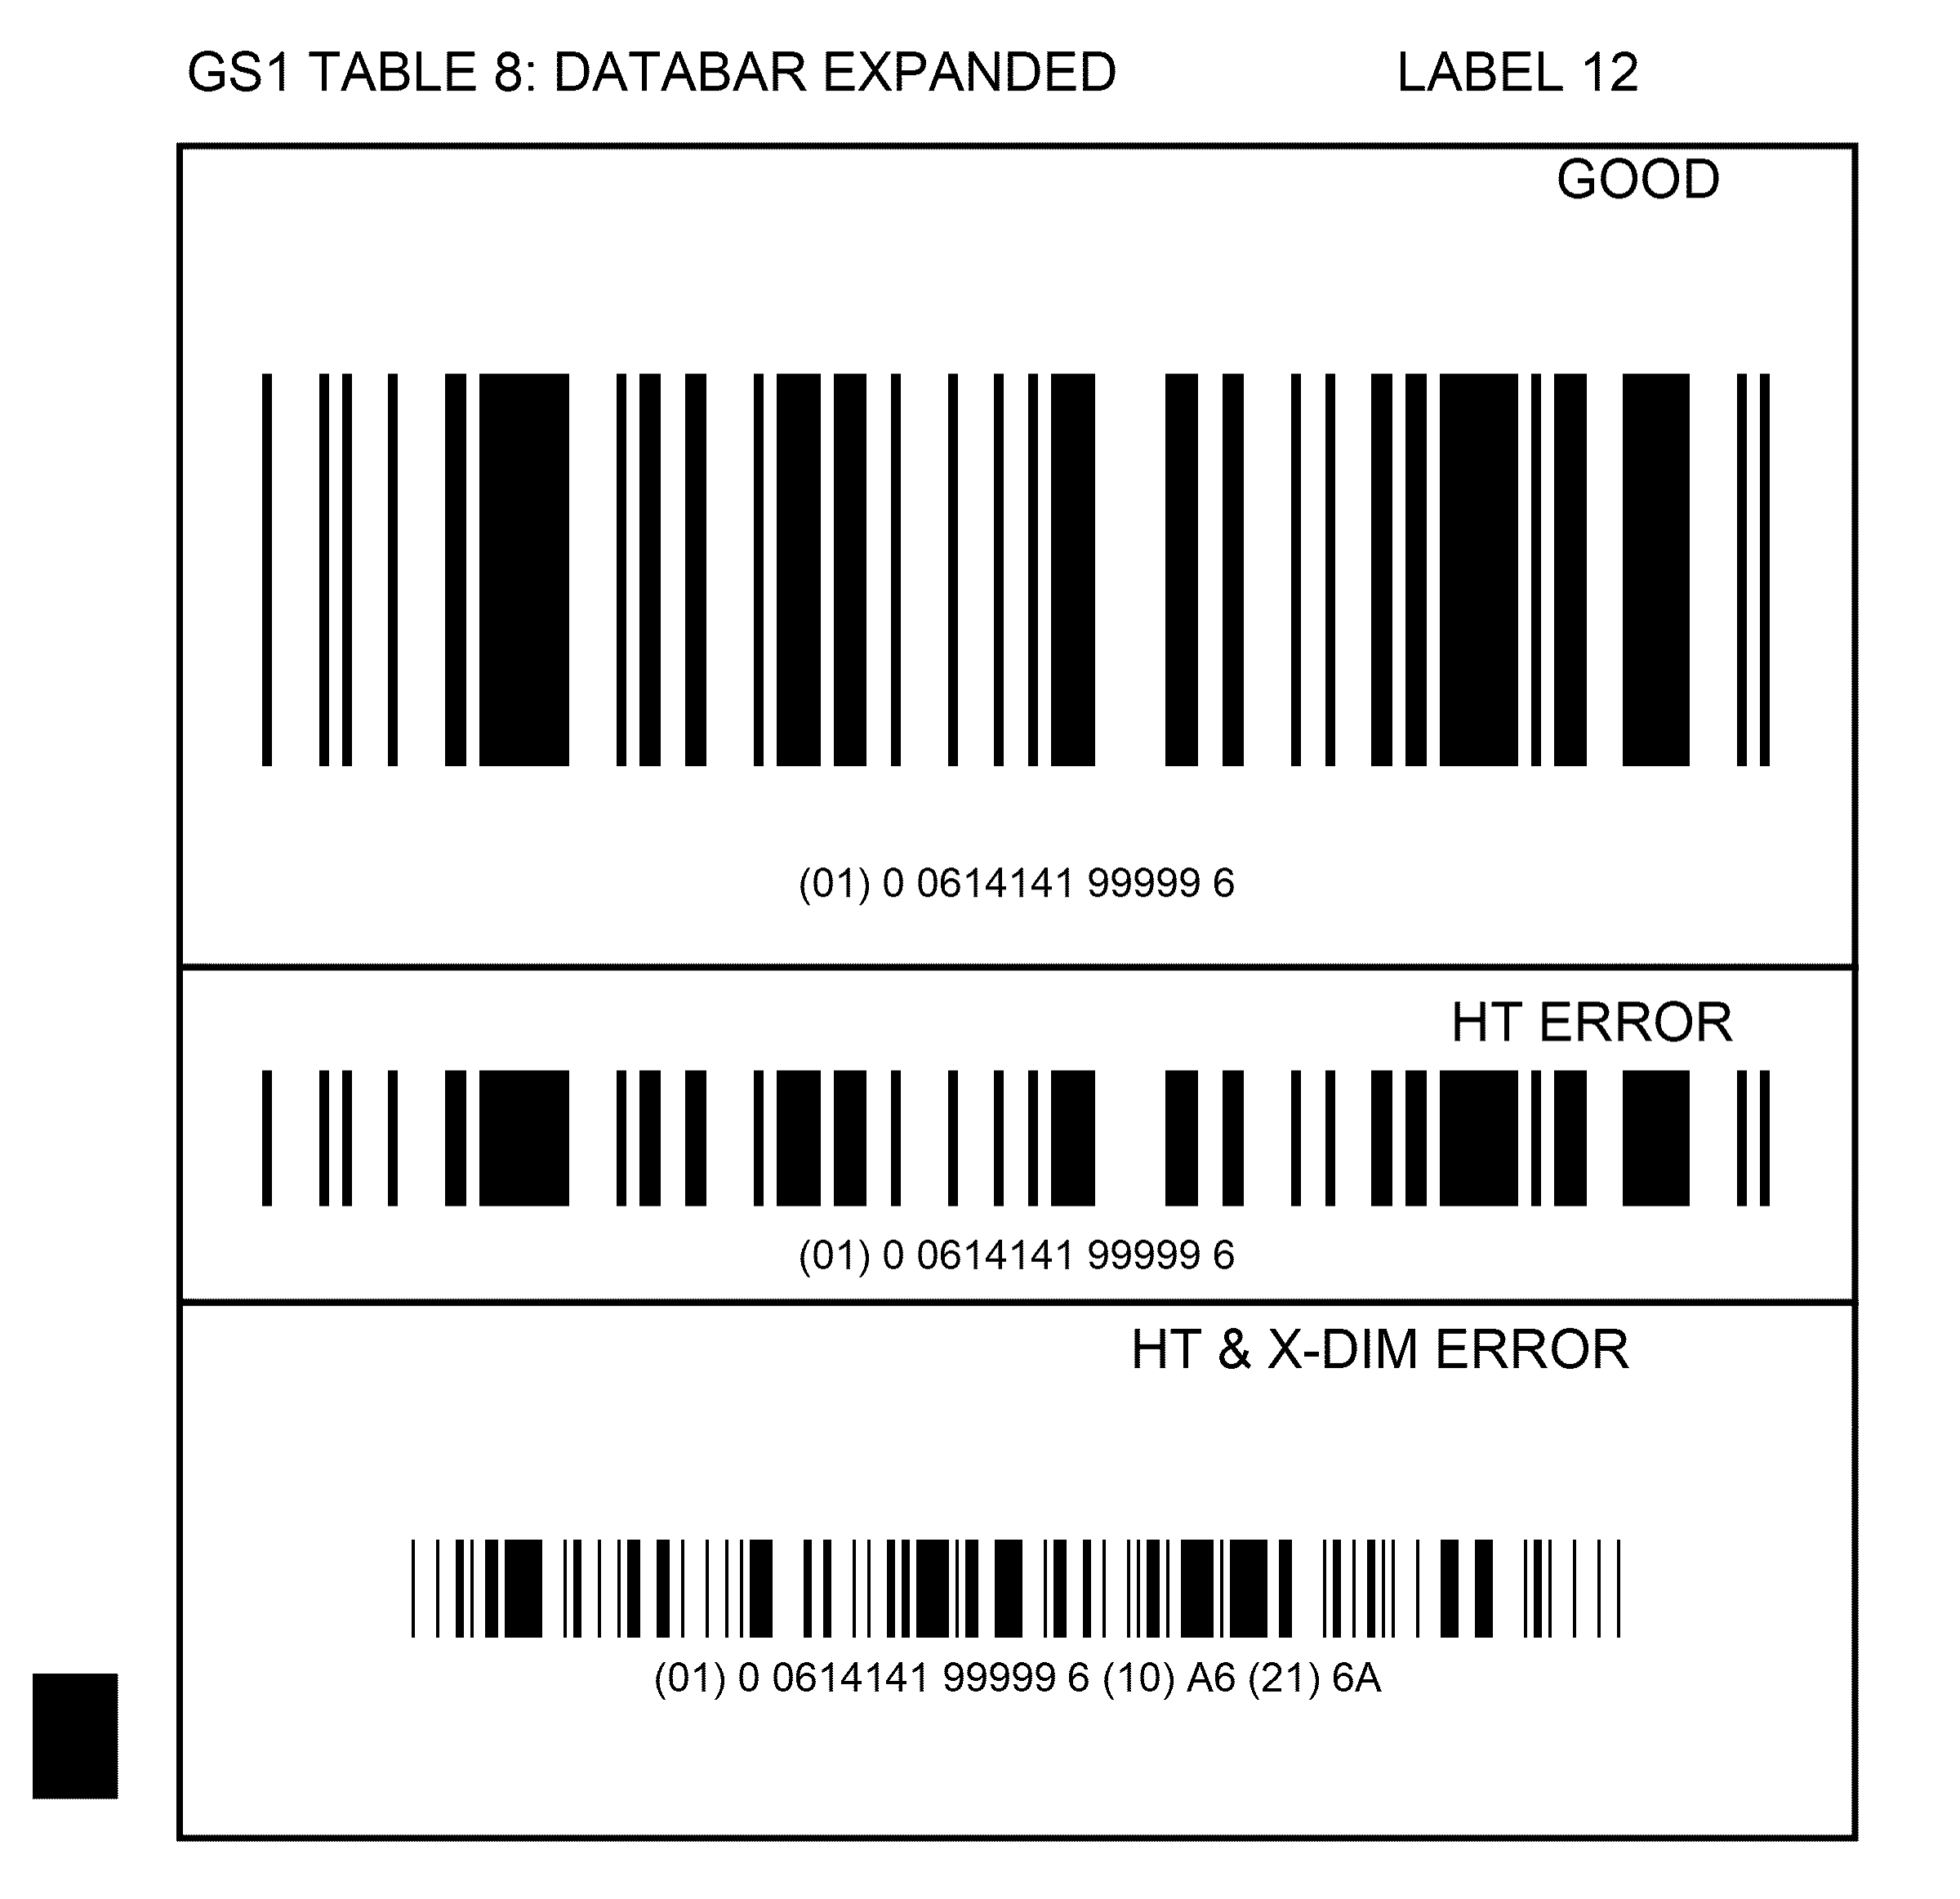 GS1 TABLE 8: DATABAR EXPANDED LABEL 12
GOOD
(01) 0 0614141 99999 6
HT ERROR
(01) 0 0614141 99999 6
HT & X-DIM ERROR
(01) 0 0614141 99999 6 (10) A6 (21) 6A